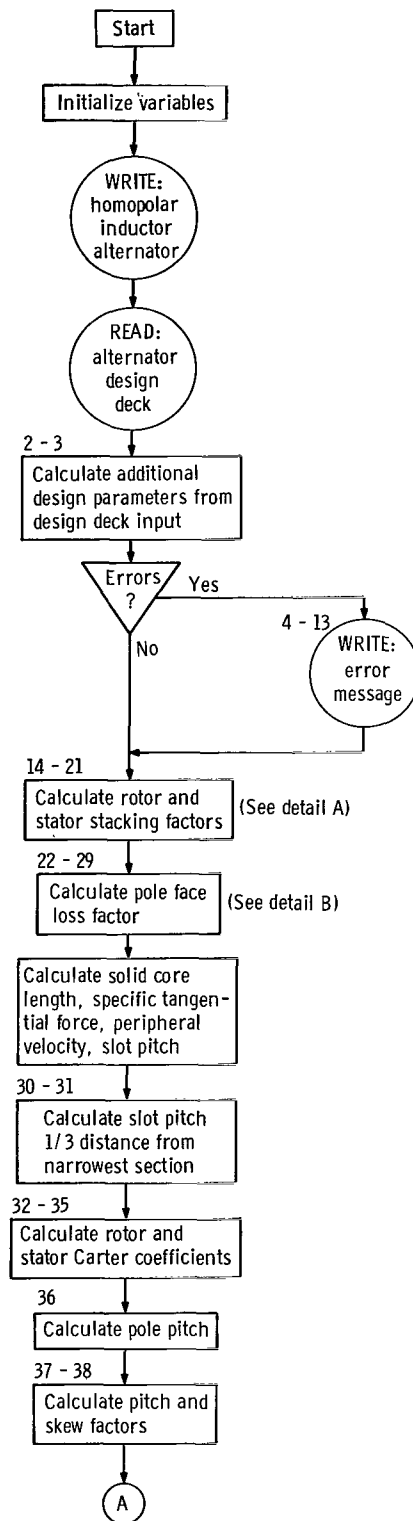 Start
Initialize variables
WRITE:
homopolar
inductor
alternator
READ:
alternator
design
deck
2 - 3
Calculate additional
design parameters from
design deck input
Errors
?
Yes
No
4 - 13
WRITE:
error
message
14 - 21
Calculate rotor and
stator stacking factors
(See detail A)
22 - 29
Calculate pole face
loss factor
(See detail B)
Calculate solid core
length, specific tangen-
tial force, peripheral
velocity, slot pitch
30 - 31
Calculate slot pitch
1/3 distance from
narrowest section
32 - 35
Calculate rotor and
stator Carter coefficients
36
Calculate pole pitch
37 - 38
Calculate pitch and
skew factors
A